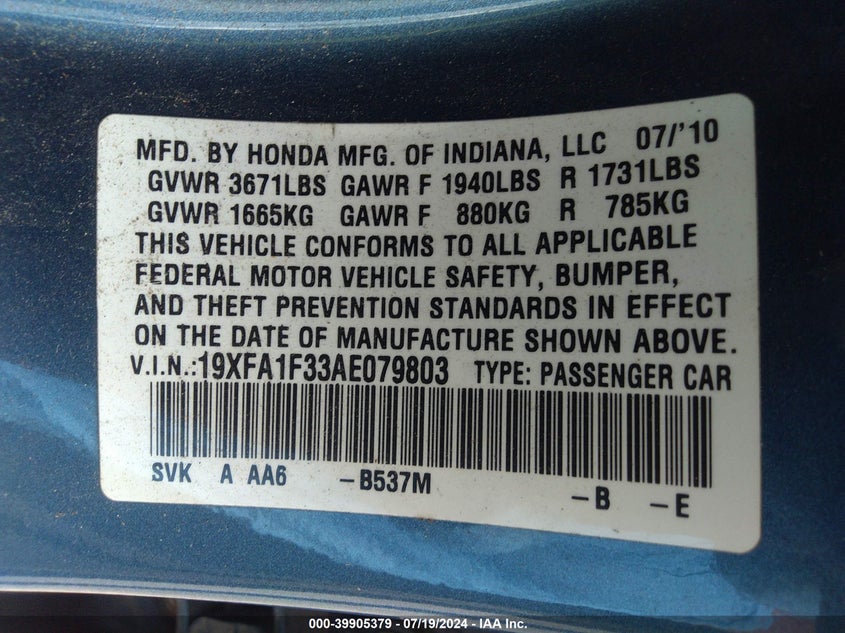 MFD. BY HONDA MFG. OF INDIANA, LLC 07/'10
GVWR 3671LBS GAWR F 1940LBS R 1731LBS
GVWR 1665KG GAWR F 880KG R 785KG
THIS VEHICLE CONFORMS TO ALL APPLICABLE
FEDERAL MOTOR VEHICLE SAFETY, BUMPER,
AND THEFT PREVENTION STANDARDS IN EFFECT
ON THE DATE OF MANUFACTURE SHOWN ABOVE.
V.I.N.:19XFA1F33AE079803 TYPE: PASSENGER CAR
SVK A AA6 -B537M -B -E
000-39905379 - 07/19/2024 - IAA Inc.